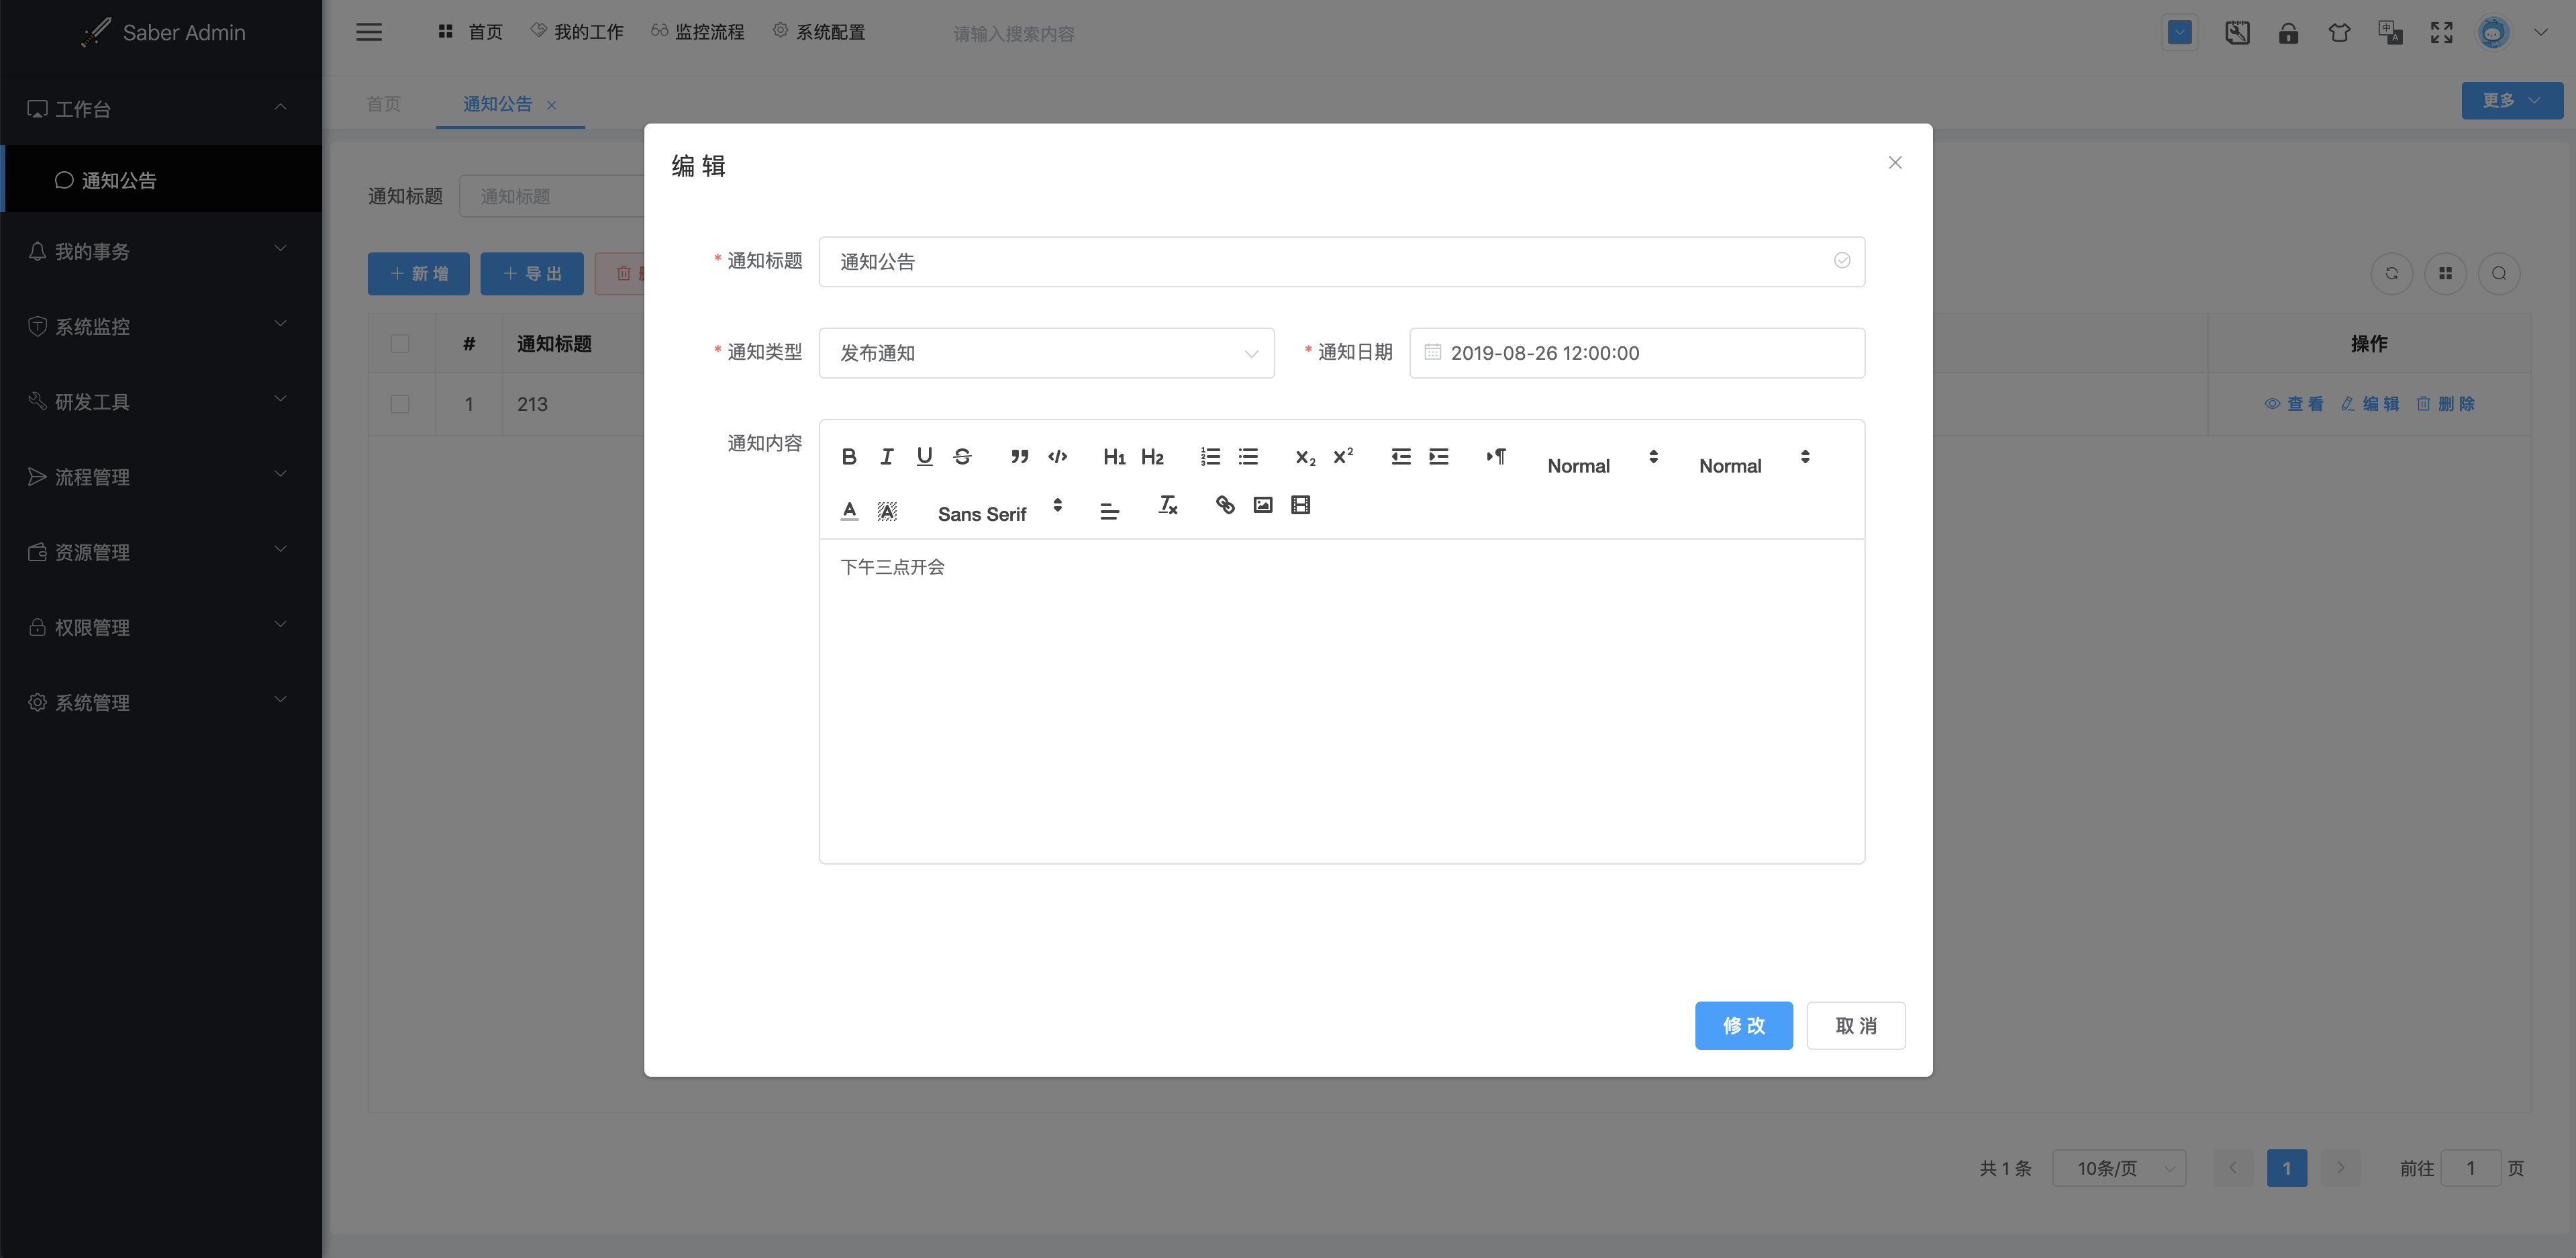 Saber Admin
首页 我的工作 监控流程 系统配置 请输入搜索内容
首页 通知公告 更多
工作台
通知公告
我的事务
系统监控
研发工具
流程管理
资源管理
权限管理
系统管理
通知标题 通知标题
新 增 导 出
# 通知标题 操作
1 213 查 看 编 辑 删 除
编 辑
* 通知标题 通知公告
* 通知类型 发布通知 * 通知日期 2019-08-26 12:00:00
通知内容
B I U S H1 H2 x2 x2 Normal Normal
A A Sans Serif Tx
下午三点开会
修 改 取 消
共 1 条 10条/页 1 前往 1 页